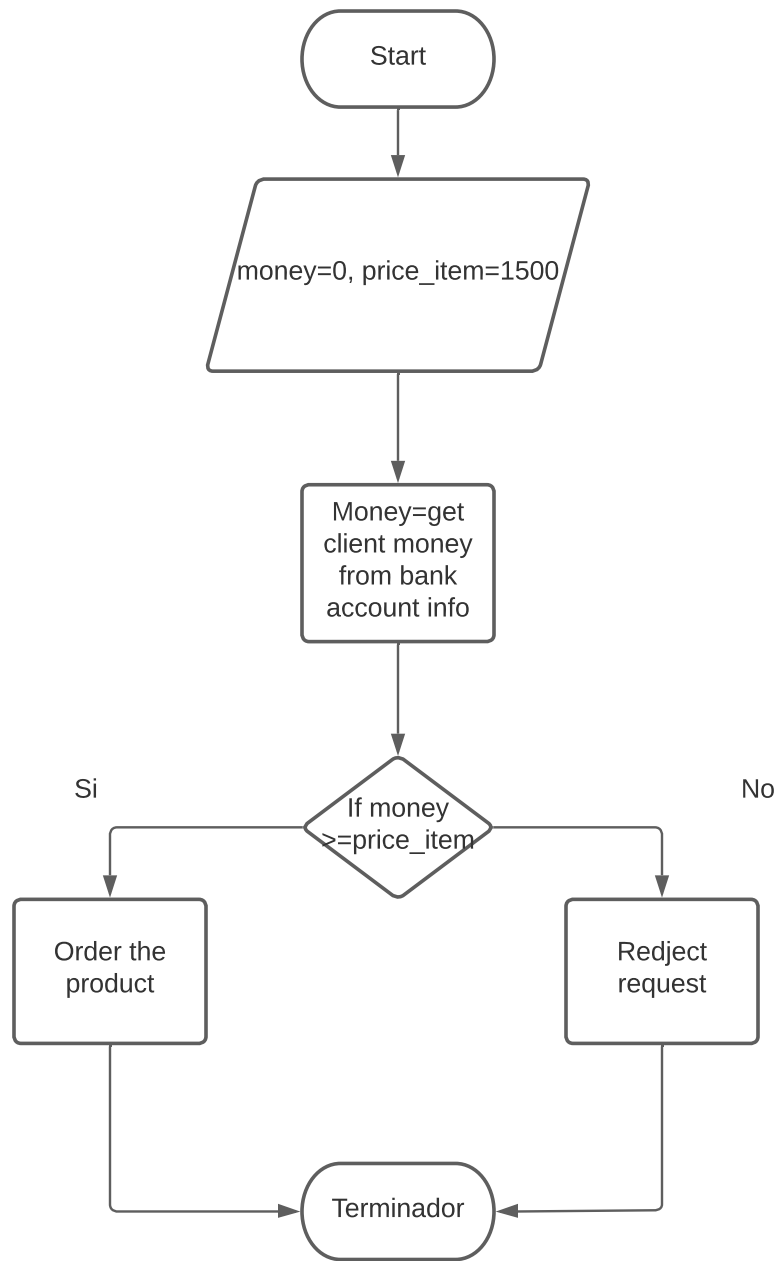 Start
money=0, price_item=1500
Money=get
client money
from bank
account info
Si
No
If money
>=price_item
Order the
product
Redject
request
Terminador